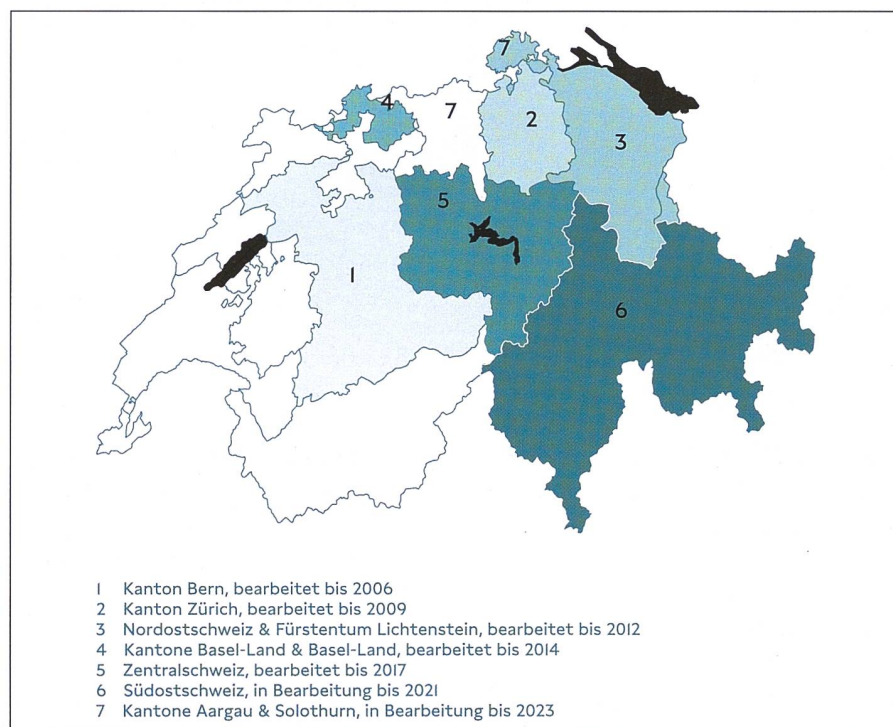 7
4
7
2
3
5
1
6
1 Kanton Bern, bearbeitet bis 2006
2 Kanton Zürich, bearbeitet bis 2009
3 Nordostschweiz & Fürstentum Lichtenstein, bearbeitet bis 2012
4 Kantone Basel-Land & Basel-Land, bearbeitet bis 2014
5 Zentralschweiz, bearbeitet bis 2017
6 Südostschweiz, in Bearbeitung bis 2021
7 Kantone Aargau & Solothurn, in Bearbeitung bis 2023